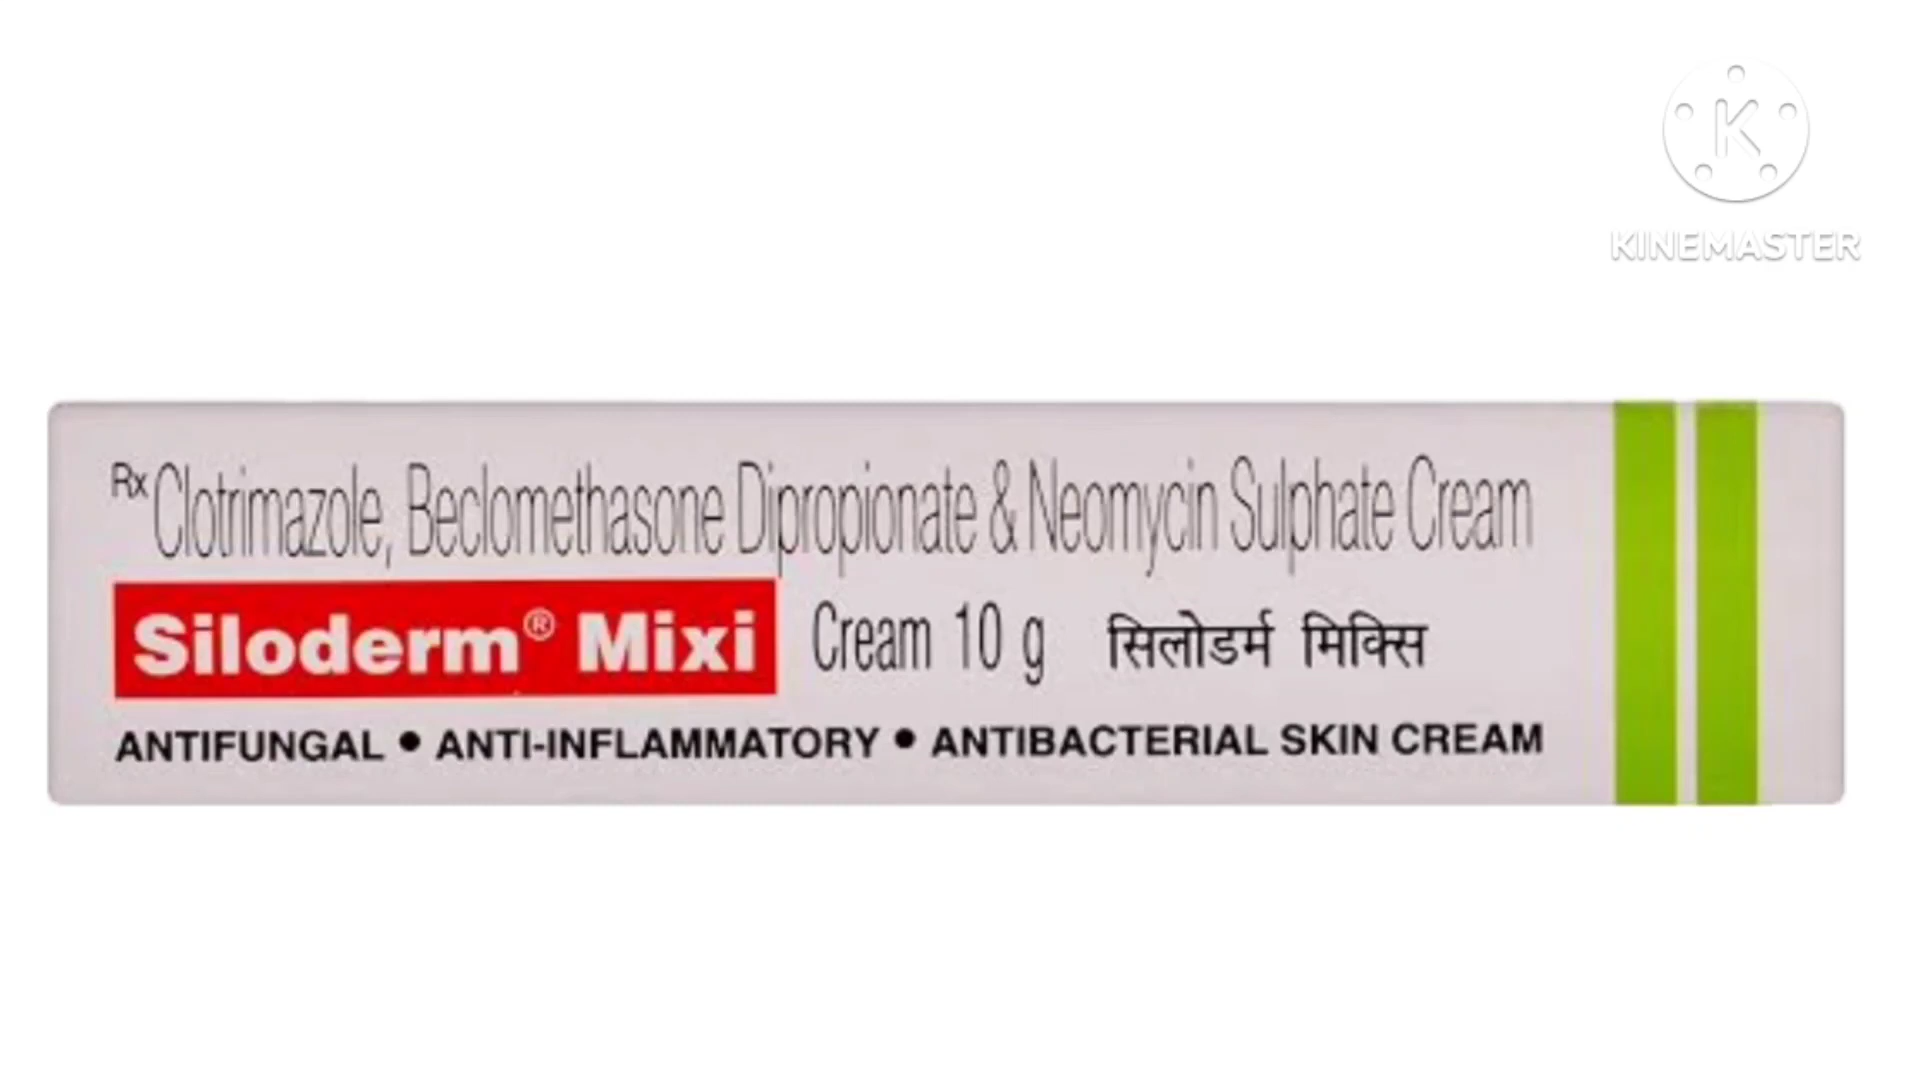 KINEMASTER
Rx Clotrimazole, Beclomethasone Dipropionate & Neomycin Sulphate Cream
Siloderm® Mixi Cream 10 g सिलोडर्म मिक्सि
ANTIFUNGAL • ANTI-INFLAMMATORY • ANTIBACTERIAL SKIN CREAM